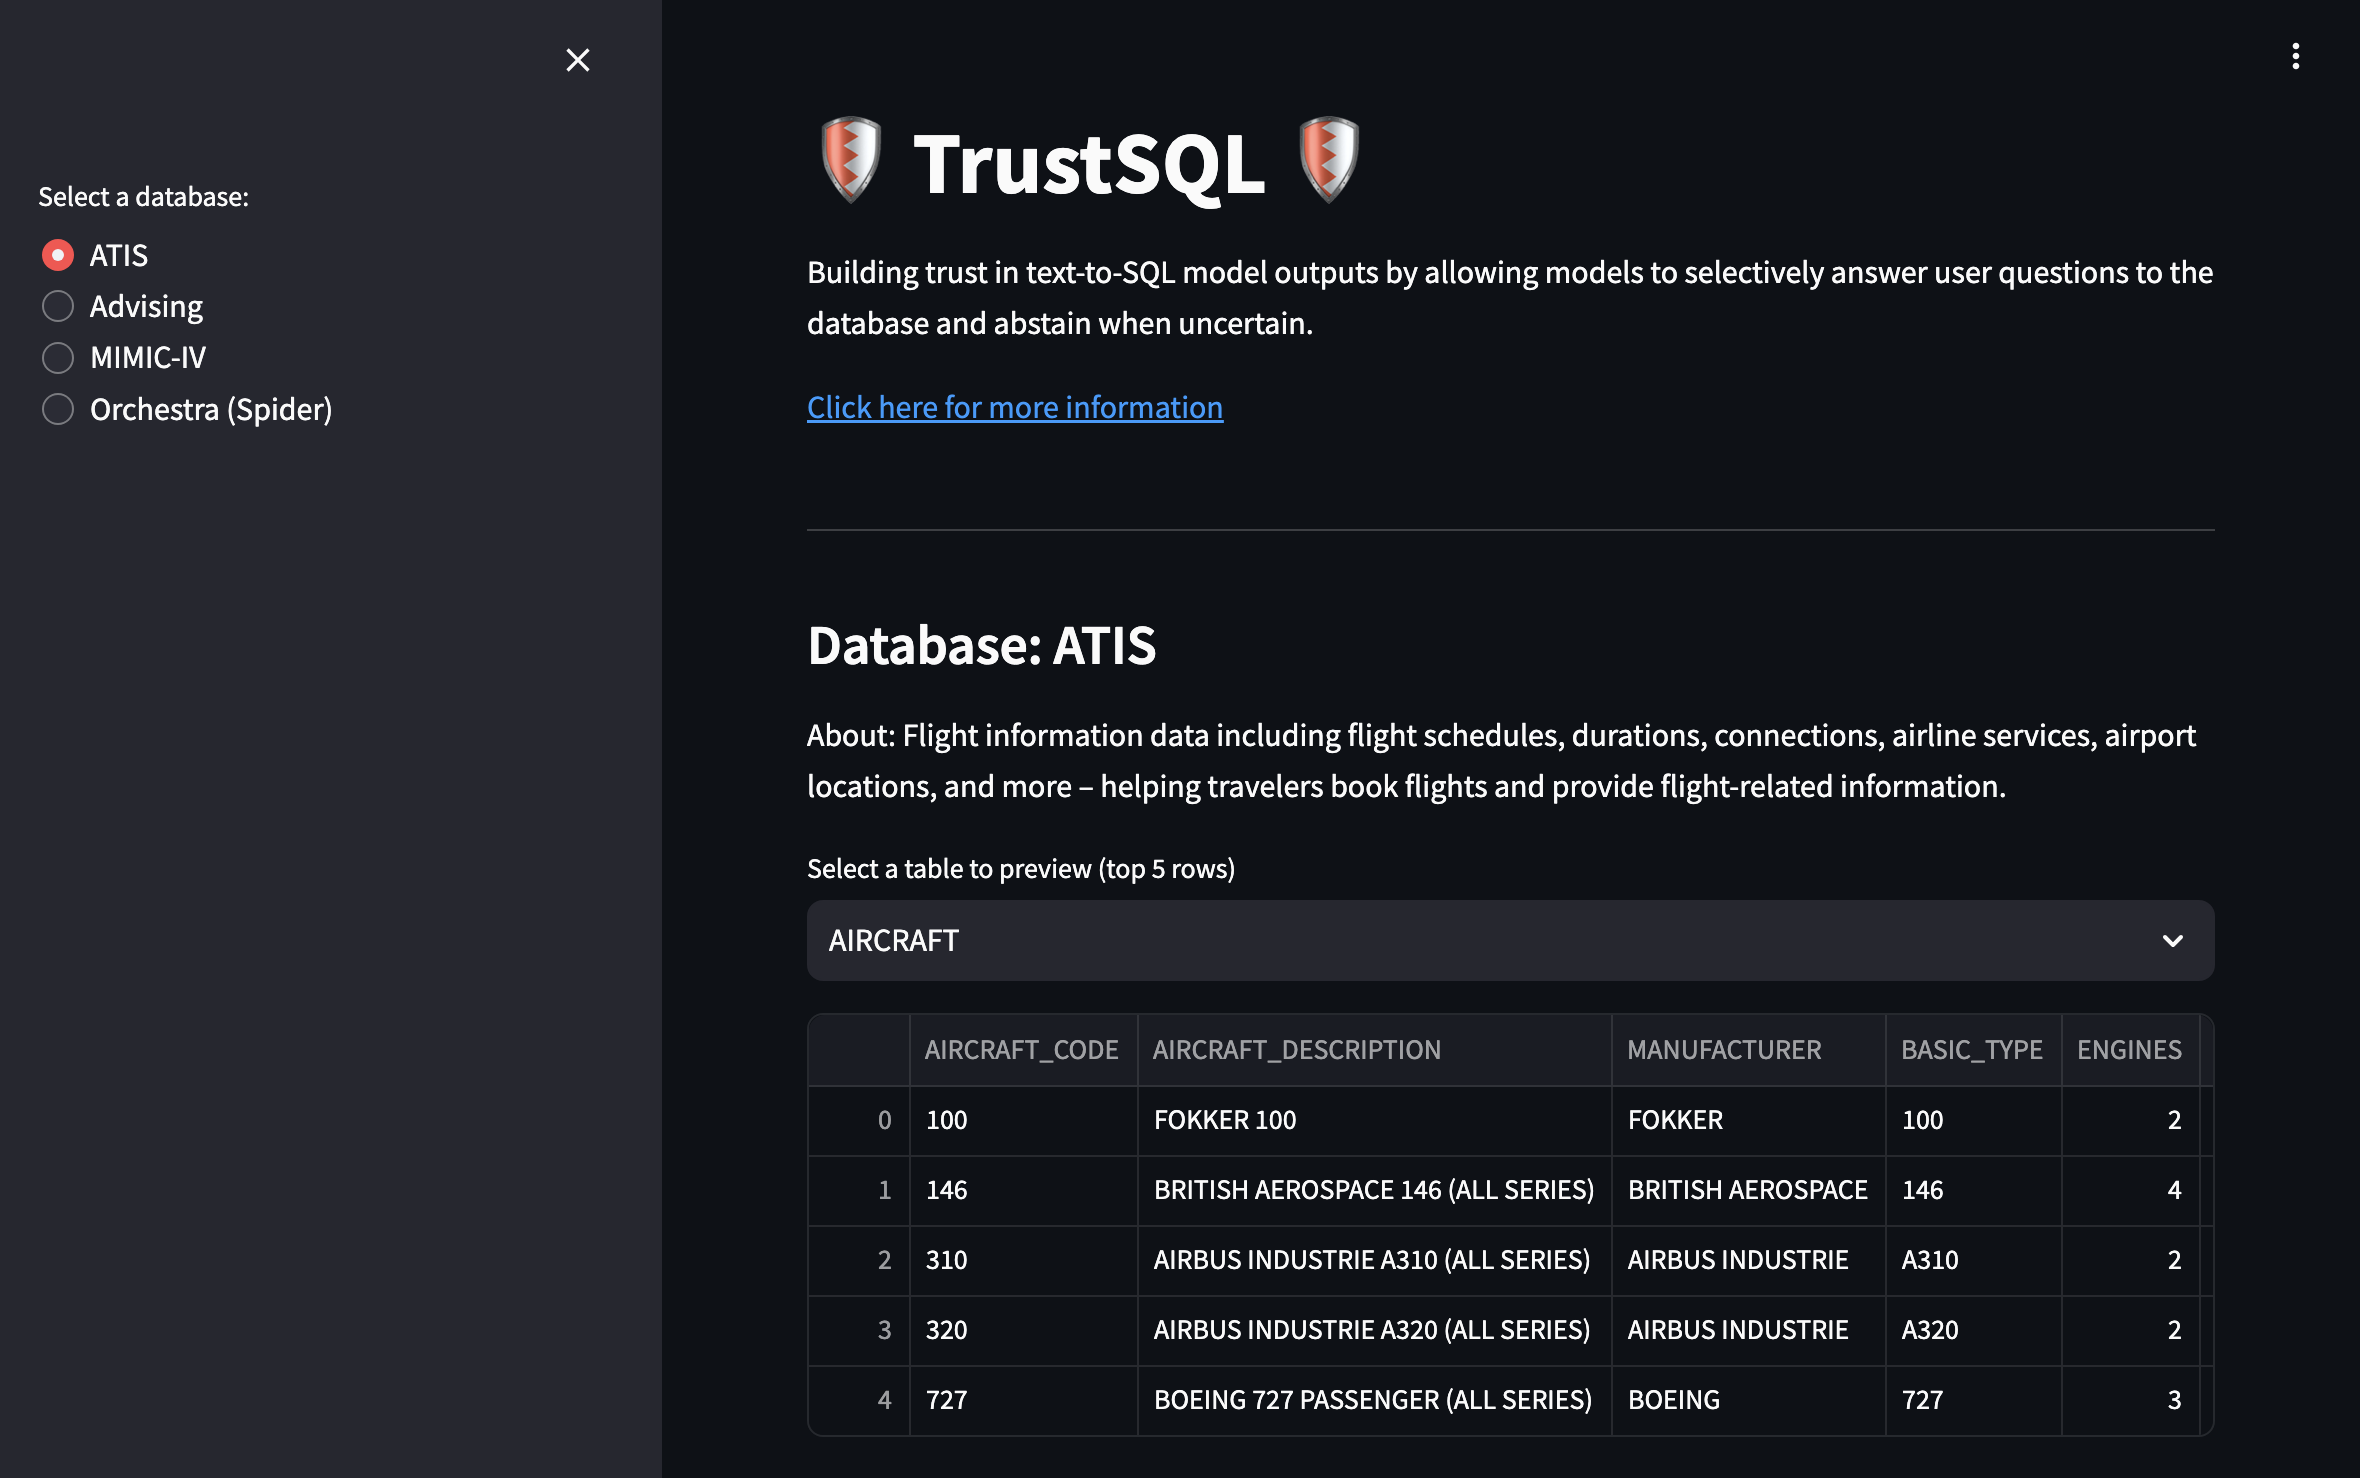 Select a database:
ATIS
Advising
MIMIC-IV
Orchestra (Spider)
TrustSQL
Building trust in text-to-SQL model outputs by allowing models to selectively answer user questions to the
database and abstain when uncertain.
Click here for more information
Database: ATIS
About: Flight information data including flight schedules, durations, connections, airline services, airport
locations, and more – helping travelers book flights and provide flight-related information.
Select a table to preview (top 5 rows)
AIRCRAFT
AIRCRAFT_CODE AIRCRAFT_DESCRIPTION MANUFACTURER BASIC_TYPE ENGINES
0 100 FOKKER 100 FOKKER 100 2
1 146 BRITISH AEROSPACE 146 (ALL SERIES) BRITISH AEROSPACE 146 4
2 310 AIRBUS INDUSTRIE A310 (ALL SERIES) AIRBUS INDUSTRIE A310 2
3 320 AIRBUS INDUSTRIE A320 (ALL SERIES) AIRBUS INDUSTRIE A320 2
4 727 BOEING 727 PASSENGER (ALL SERIES) BOEING 727 3